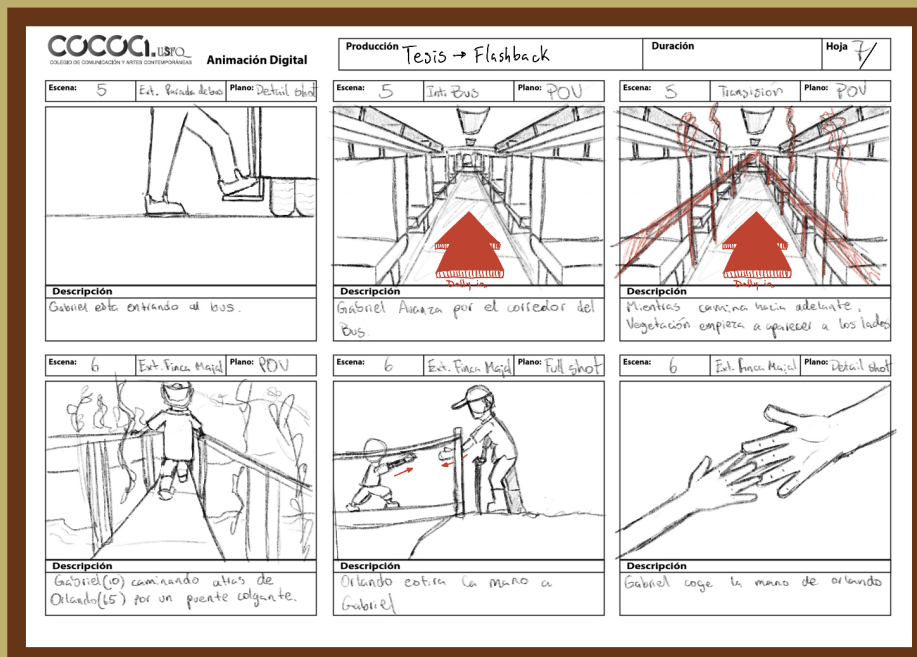 COCOCI. USFQ
COLEGIO DE COMUNICACIÓN Y ARTES CONTEMPORÁNEAS
Animación Digital
Producción Tesis → Flashback
Duración
Hoja 7/
Escena: 5 Ext. Parada de bus Plano: Detail shot
Escena: 5 Int. Bus Plano: POV
Escena: 5 Transision Plano: POV
Dolly in
Dolly in
Descripción
Gabriel esta entrando al bus.
Descripción
Gabriel Avanza por el corredor del
Bus.
Descripción
Mientras camina hacia adelante,
Vegetación empieza a aparecer a los lados
Escena: 6 Ext. Finca Majal Plano: POV
Escena: 6 Ext. Finca Majal Plano: Full shot
Escena: 6 Ext. Finca Majal Plano: Detail shot
Descripción
Gabriel(10) caminando atras de
Orlando(65) por un puente colgante.
Descripción
Orlando estira la mano a
Gabriel
Descripción
Gabriel coge la mano de orlando